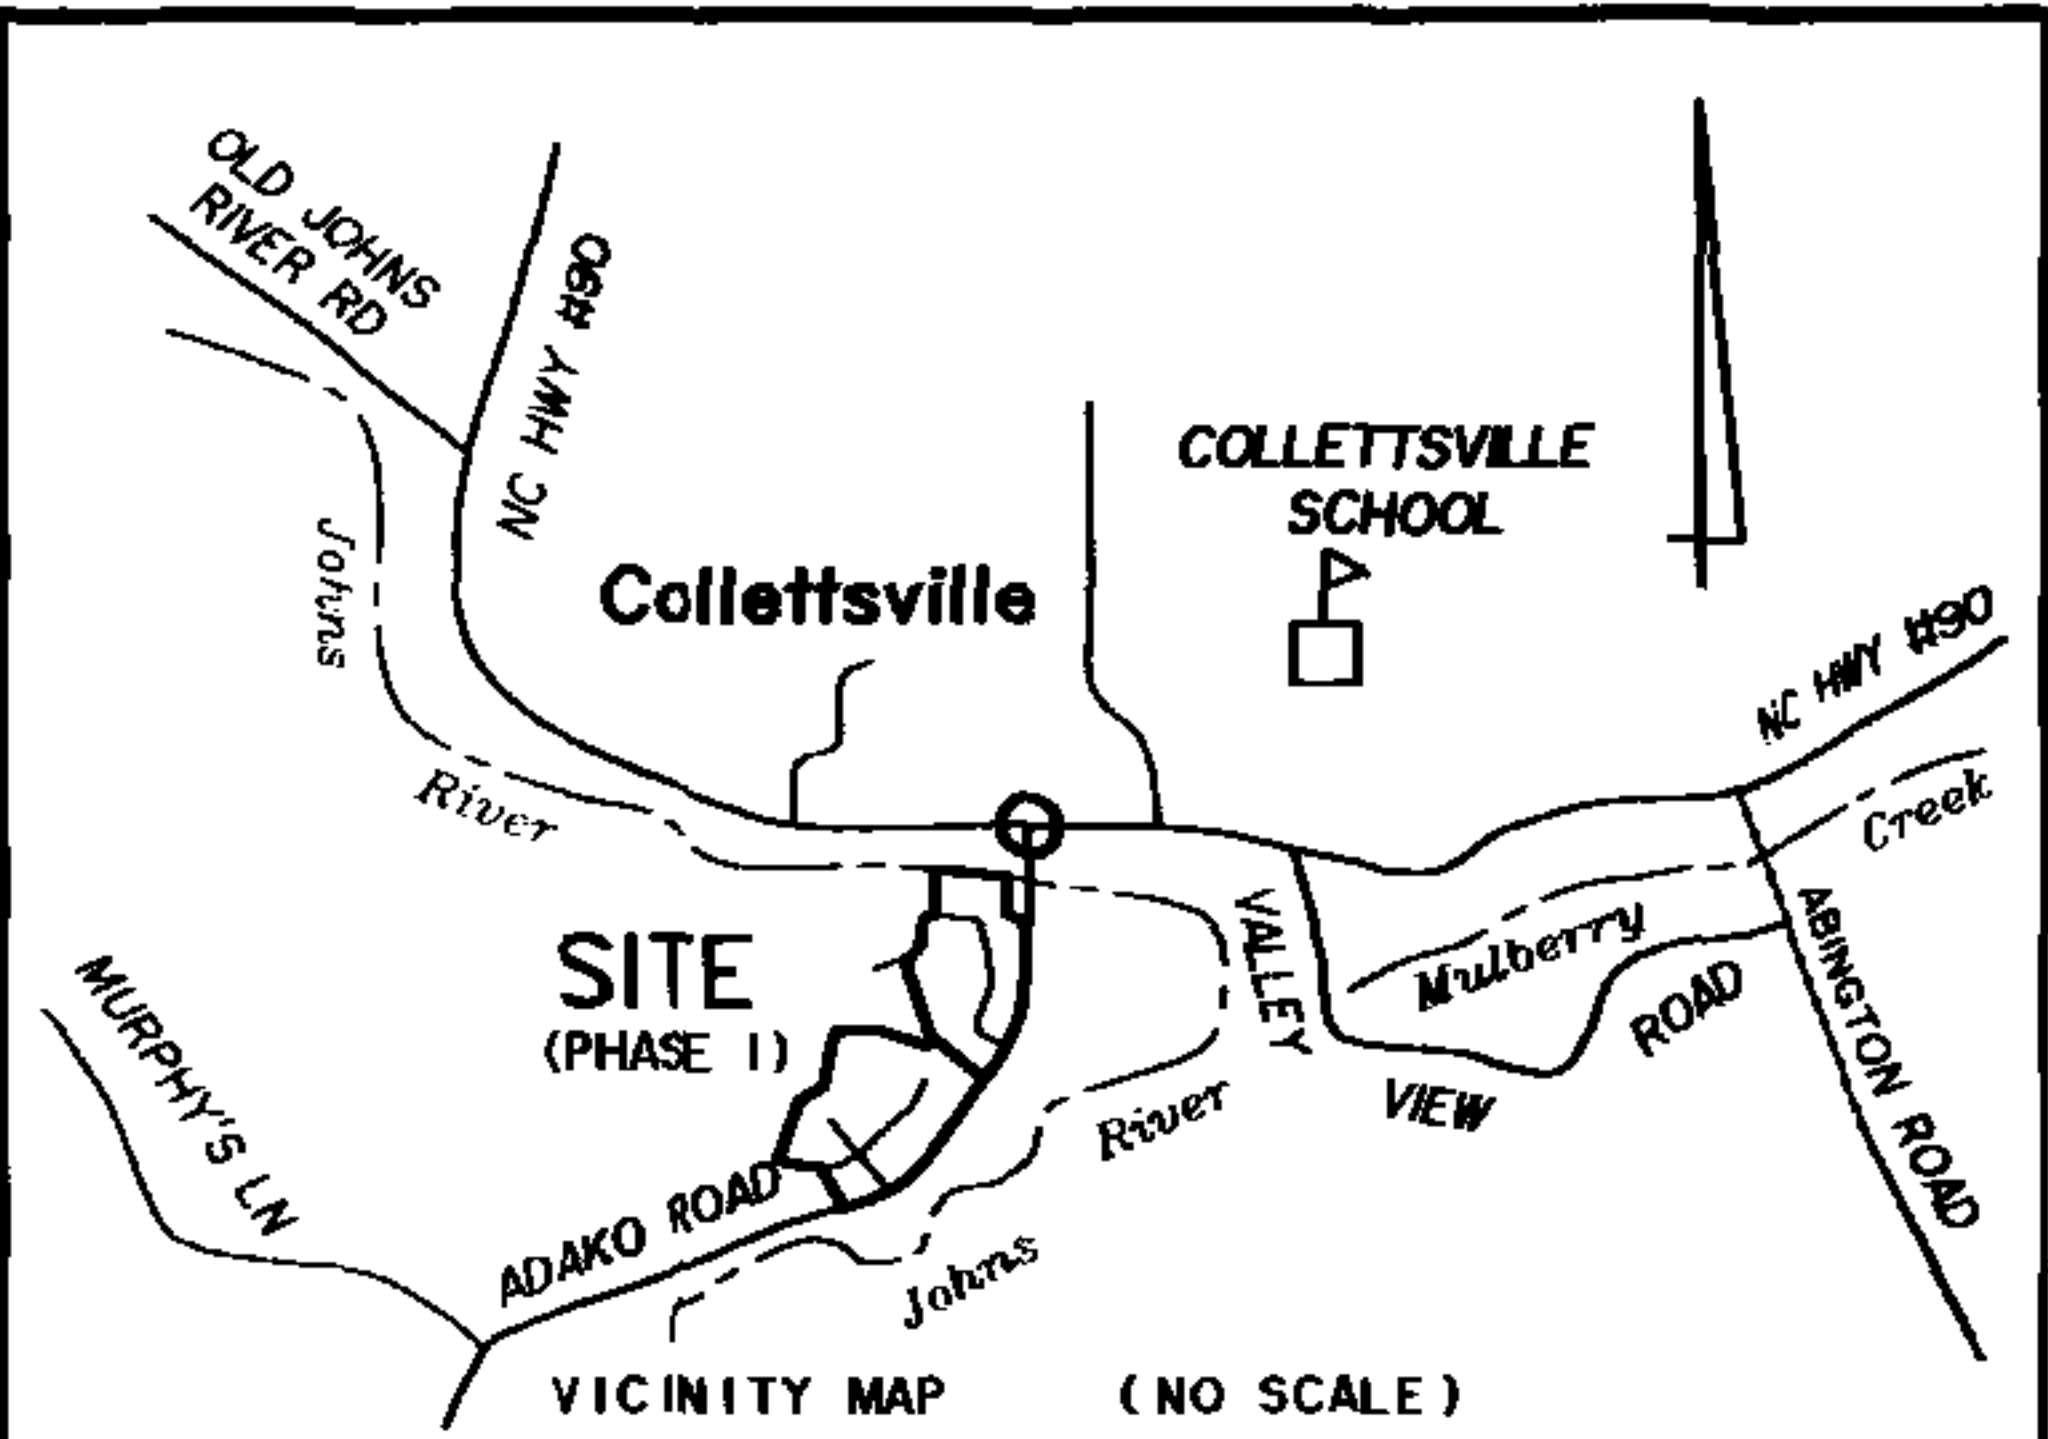 OLD JOHNS
RIVER RD
NC HWY #90
COLLETTSVILLE
SCHOOL
Johns
Collettsville
NC HWY #90
River
Creek
VALLEY
Mulberry
ABINGTON ROAD
SITE
(PHASE I)
ROAD
MURPHY'S LN
VIEW
River
ADAKO ROAD
Johns
VICINITY MAP (NO SCALE)